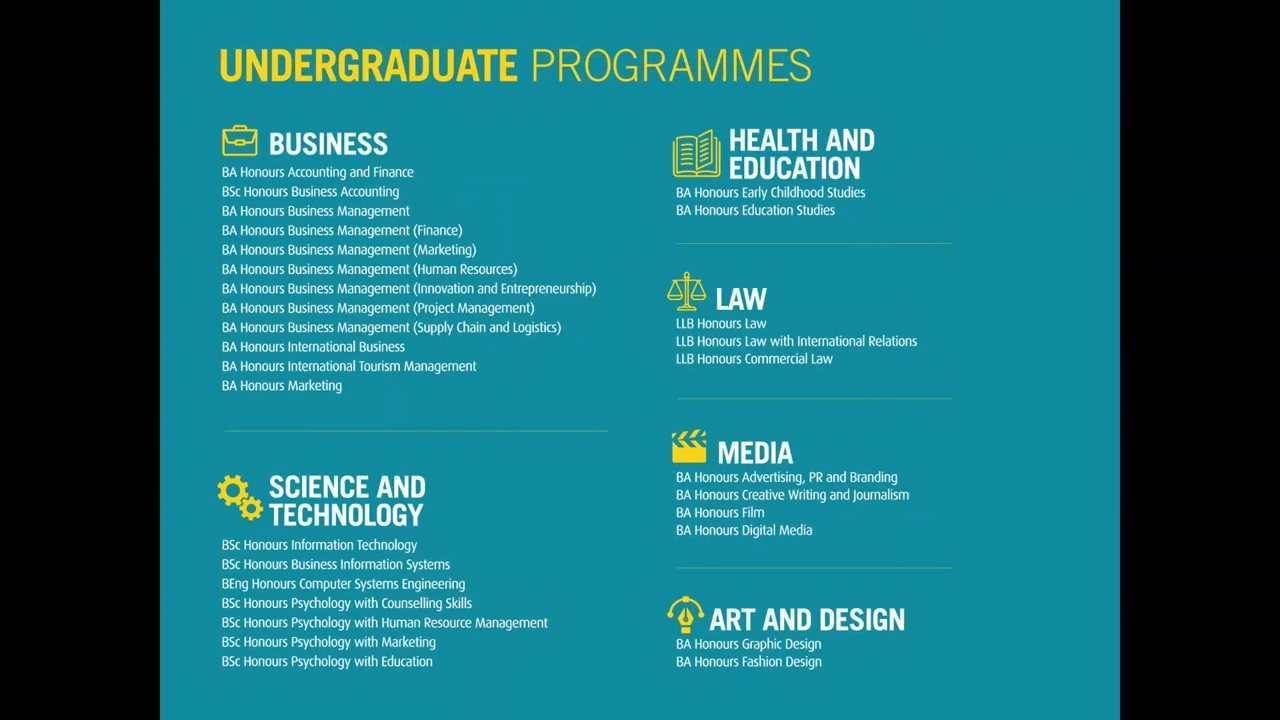 UNDERGRADUATE PROGRAMMES
BUSINESS
BA Honours Accounting and Finance
BSc Honours Business Accounting
BA Honours Business Management
BA Honours Business Management (Finance)
BA Honours Business Management (Marketing)
BA Honours Business Management (Human Resources)
BA Honours Business Management (Innovation and Entrepreneurship)
BA Honours Business Management (Project Management)
BA Honours Business Management (Supply Chain and Logistics)
BA Honours International Business
BA Honours International Tourism Management
BA Honours Marketing
SCIENCE AND
TECHNOLOGY
BSc Honours Information Technology
BSc Honours Business Information Systems
BEng Honours Computer Systems Engineering
BSc Honours Psychology with Counselling Skills
BSc Honours Psychology with Human Resource Management
BSc Honours Psychology with Marketing
BSc Honours Psychology with Education
HEALTH AND
EDUCATION
BA Honours Early Childhood Studies
BA Honours Education Studies
LAW
LLB Honours Law
LLB Honours Law with International Relations
LLB Honours Commercial Law
MEDIA
BA Honours Advertising, PR and Branding
BA Honours Creative Writing and Journalism
BA Honours Film
BA Honours Digital Media
ART AND DESIGN
BA Honours Graphic Design
BA Honours Fashion Design